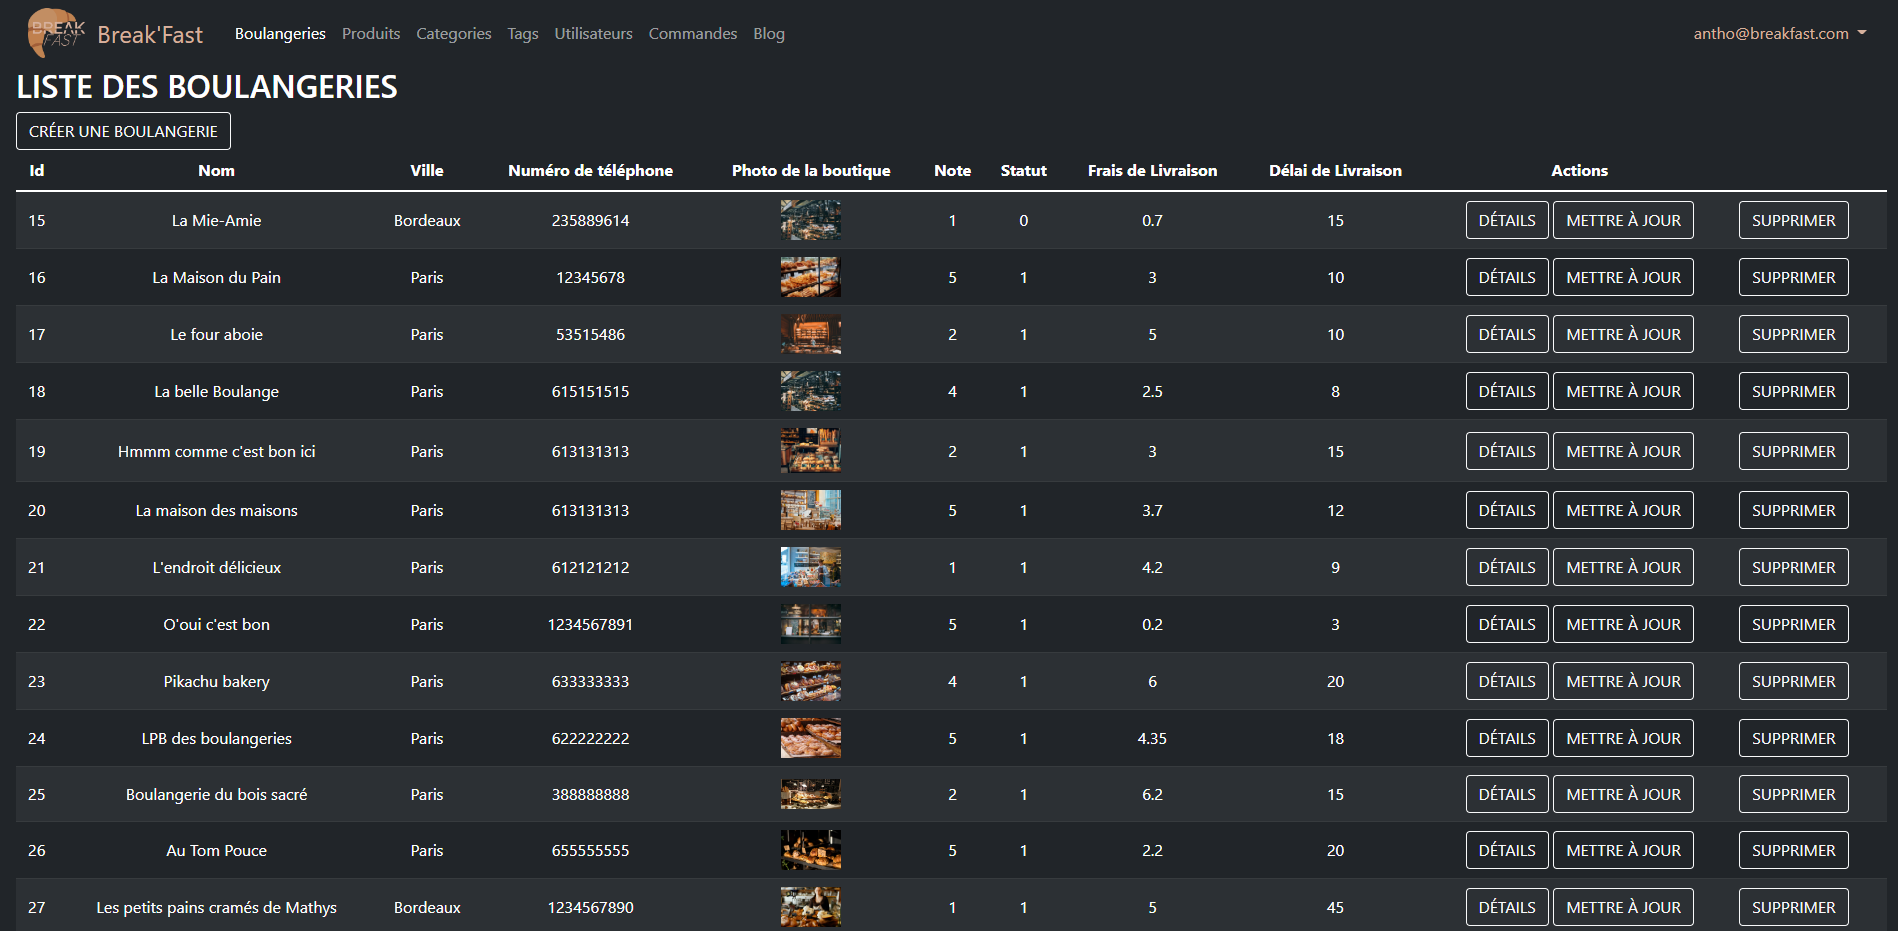 BREAK
FAST
Break'Fast Boulangeries Produits Categories Tags Utilisateurs Commandes Blog antho@breakfast.com
LISTE DES BOULANGERIES
CRÉER UNE BOULANGERIE
Id Nom Ville Numéro de téléphone Photo de la boutique Note Statut Frais de Livraison Délai de Livraison Actions
15 La Mie-Amie Bordeaux 235889614 1 0 0.7 15 DÉTAILS METTRE À JOUR SUPPRIMER
16 La Maison du Pain Paris 12345678 5 1 3 10 DÉTAILS METTRE À JOUR SUPPRIMER
17 Le four aboie Paris 53515486 2 1 5 10 DÉTAILS METTRE À JOUR SUPPRIMER
18 La belle Boulange Paris 615151515 4 1 2.5 8 DÉTAILS METTRE À JOUR SUPPRIMER
19 Hmmm comme c'est bon ici Paris 613131313 2 1 3 15 DÉTAILS METTRE À JOUR SUPPRIMER
20 La maison des maisons Paris 613131313 5 1 3.7 12 DÉTAILS METTRE À JOUR SUPPRIMER
21 L'endroit délicieux Paris 612121212 1 1 4.2 9 DÉTAILS METTRE À JOUR SUPPRIMER
22 O'oui c'est bon Paris 1234567891 5 1 0.2 3 DÉTAILS METTRE À JOUR SUPPRIMER
23 Pikachu bakery Paris 633333333 4 1 6 20 DÉTAILS METTRE À JOUR SUPPRIMER
24 LPB des boulangeries Paris 622222222 5 1 4.35 18 DÉTAILS METTRE À JOUR SUPPRIMER
25 Boulangerie du bois sacré Paris 388888888 2 1 6.2 15 DÉTAILS METTRE À JOUR SUPPRIMER
26 Au Tom Pouce Paris 655555555 5 1 2.2 20 DÉTAILS METTRE À JOUR SUPPRIMER
27 Les petits pains cramés de Mathys Bordeaux 1234567890 1 1 5 45 DÉTAILS METTRE À JOUR SUPPRIMER